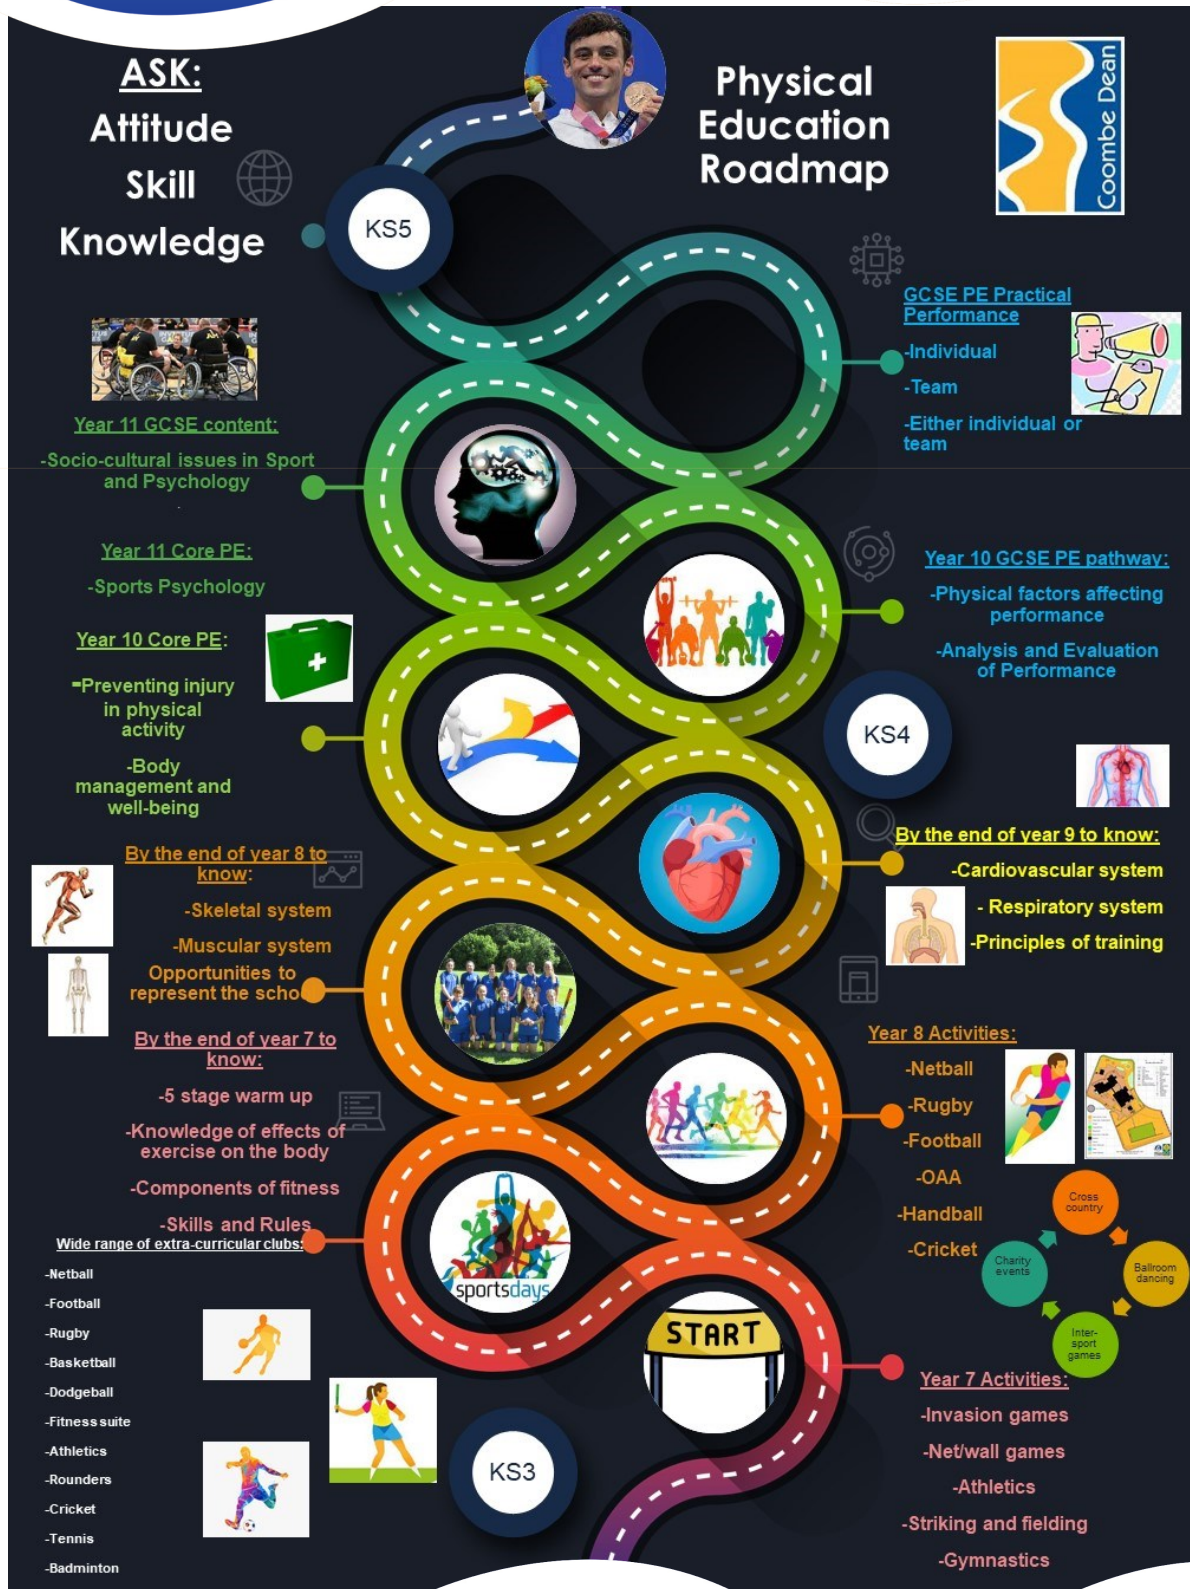 ASK:
Attitude
Skill
Knowledge
Physical
Education
Roadmap
Coombe Dean
KS5
GCSE PE Practical
Performance
-Individual
-Team
-Either individual or
team
Year 11 GCSE content:
-Socio-cultural issues in Sport
and Psychology
.
Year 11 Core PE:
-Sports Psychology
Year 10 GCSE PE pathway:
-Physical factors affecting
performance
-Analysis and Evaluation
of Performance
Year 10 Core PE:
-Preventing injury
in physical
activity
-Body
management and
well-being
KS4
By the end of year 9 to know:
-Cardiovascular system
- Respiratory system
-Principles of training
By the end of year 8 to
know:
-Skeletal system
-Muscular system
Opportunities to
represent the schoo
Year 8 Activities:
-Netball
-Rugby
-Football
-OAA
-Handball
-Cricket
By the end of year 7 to
know:
-5 stage warm up
-Knowledge of effects of
exercise on the body
-Components of fitness
-Skills and Rules
Cross
country
Ballroom
dancing
Inter-
sport
games
Charity
events
sportsdays
START
Wide range of extra-curricular clubs:
-Netball
-Football
-Rugby
-Basketball
-Dodgeball
-Fitness suite
-Athletics
-Rounders
-Cricket
-Tennis
-Badminton
KS3
Year 7 Activities:
-Invasion games
-Net/wall games
-Athletics
-Striking and fielding
-Gymnastics